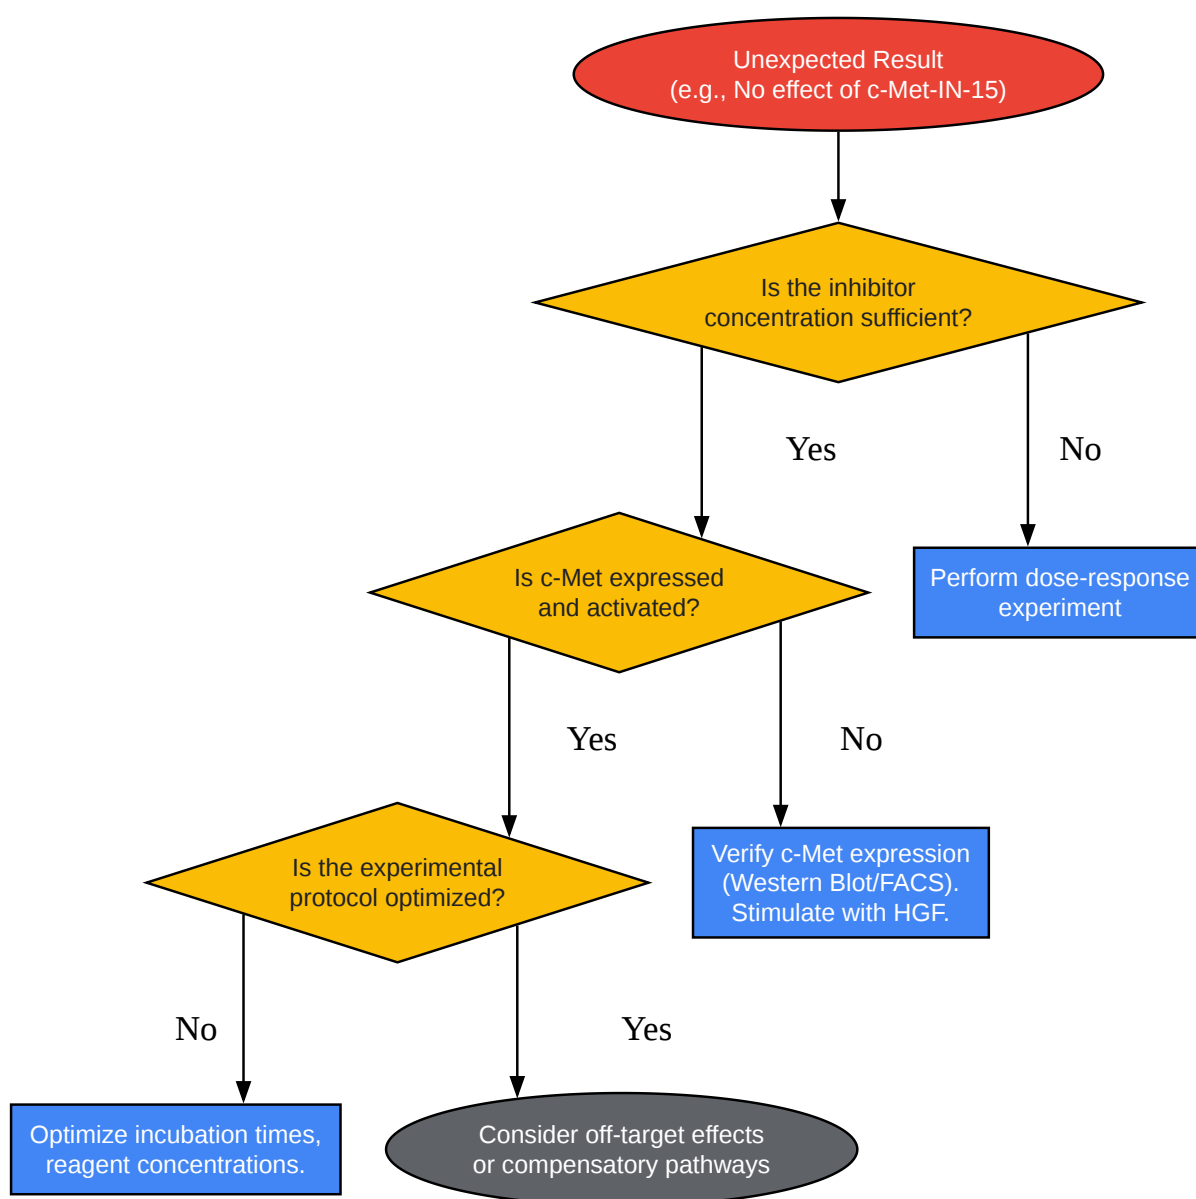 Unexpected Result
(e.g., No effect of c-Met-IN-15)
Is the inhibitor
concentration sufficient?
Yes
No
Is c-Met expressed
and activated?
Perform dose-response
experiment
Yes
No
Is the experimental
protocol optimized?
Verify c-Met expression
(Western Blot/FACS).
Stimulate with HGF.
No
Yes
Optimize incubation times,
reagent concentrations.
Consider off-target effects
or compensatory pathways